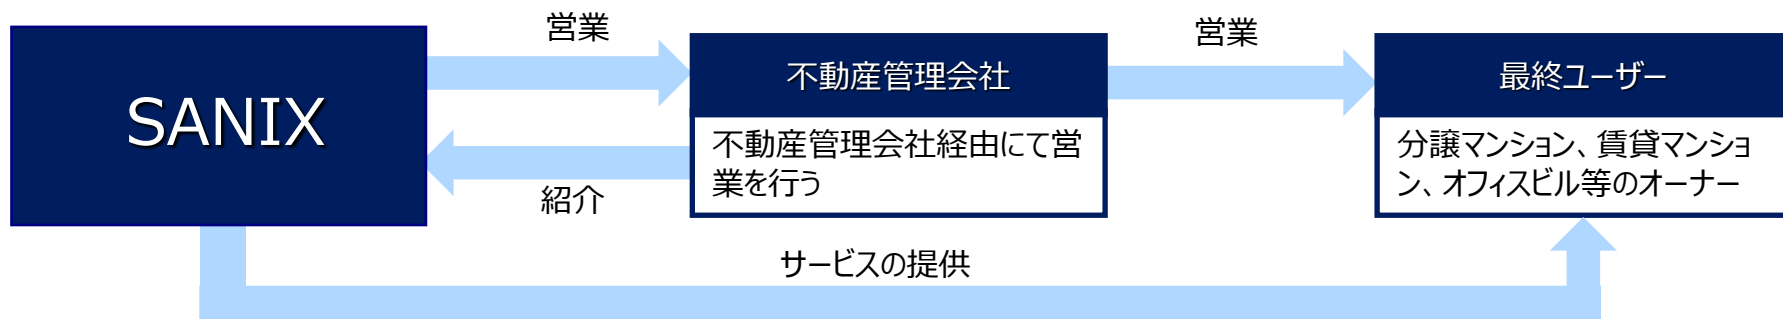 営業
営業
SANIX
不動産管理会社
最終ユーザー
不動産管理会社経由にて営
業を行う
分譲マンション、賃貸マンショ
ン、オフィスビル等のオーナー
紹介
サービスの提供